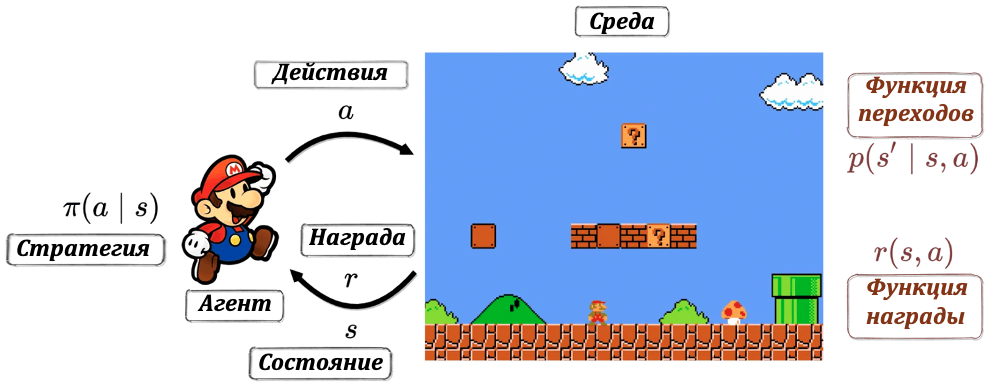 Среда
Действия
a
Функция
переходов
p(s′ | s, a)
M
?
π(a | s)
Стратегия
Награда
r
?
r(s, a)
Функция
награды
Агент
s
Состояние